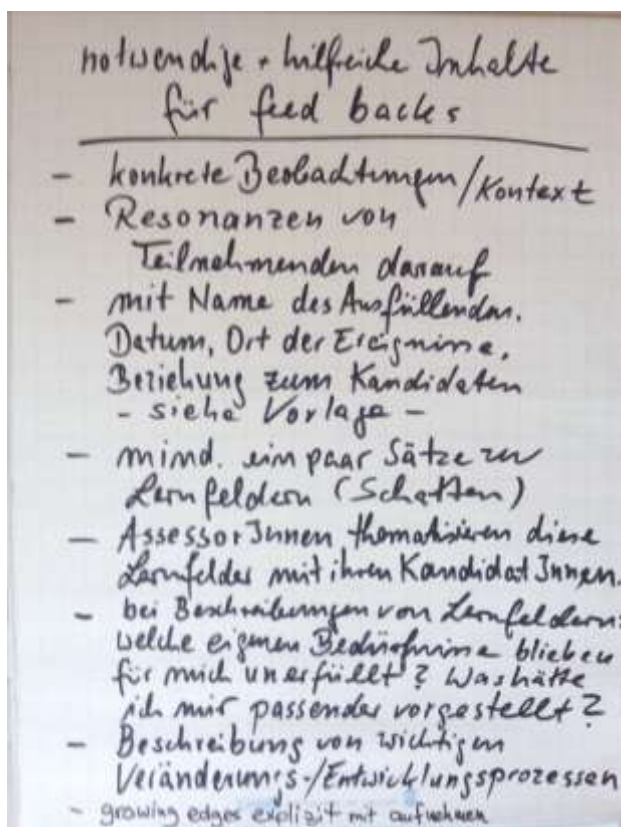 notwendige + hilfreiche Inhalte
für feed backs
- konkrete Beobachtungen/Kontext
- Resonanzen von
Teilnehmenden darauf
- mit Name des Ausfüllenden,
Datum, Ort der Ereignisse,
Beziehung zum Kandidaten
- siehe Vorlage -
- mind. ein paar Sätze zu
Lernfeldern (Schatten)
- AssessorInnen thematisieren diese
Lernfelder mit ihren KandidatInnen.
- bei Beschreibungen von Lernfeldern:
welche eigenen Bedürfnisse blieben
für mich unerfüllt? Was hätte
ich mir passender vorgestellt?
- Beschreibung von wichtigen
Veränderungs-/Entwicklungsprozessen
- growing edges explizit mit aufnehmen